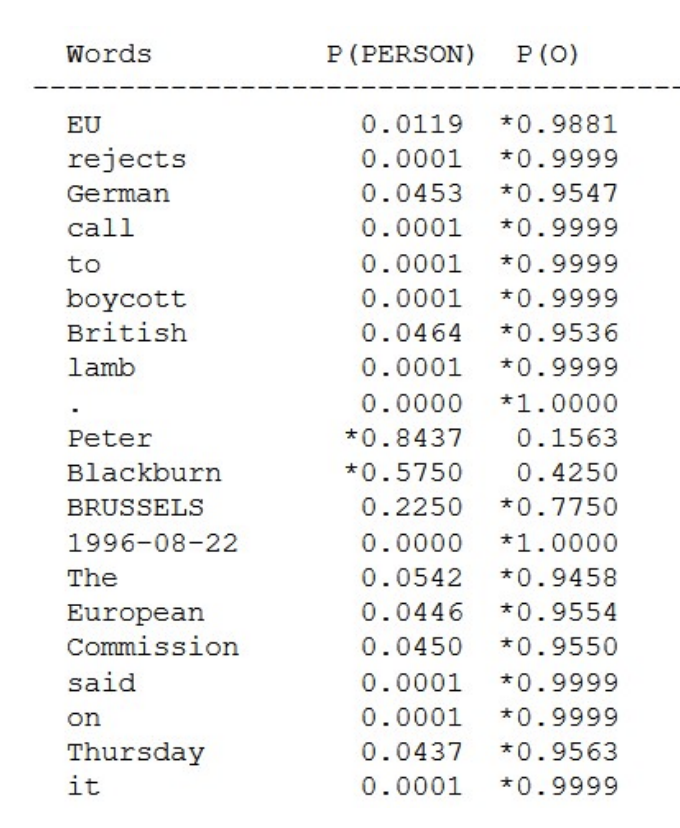 Words P(PERSON) P(O)
----------------------------------------
EU 0.0119 *0.9881
rejects 0.0001 *0.9999
German 0.0453 *0.9547
call 0.0001 *0.9999
to 0.0001 *0.9999
boycott 0.0001 *0.9999
British 0.0464 *0.9536
lamb 0.0001 *0.9999
. 0.0000 *1.0000
Peter *0.8437 0.1563
Blackburn *0.5750 0.4250
BRUSSELS 0.2250 *0.7750
1996-08-22 0.0000 *1.0000
The 0.0542 *0.9458
European 0.0446 *0.9554
Commission 0.0450 *0.9550
said 0.0001 *0.9999
on 0.0001 *0.9999
Thursday 0.0437 *0.9563
it 0.0001 *0.9999